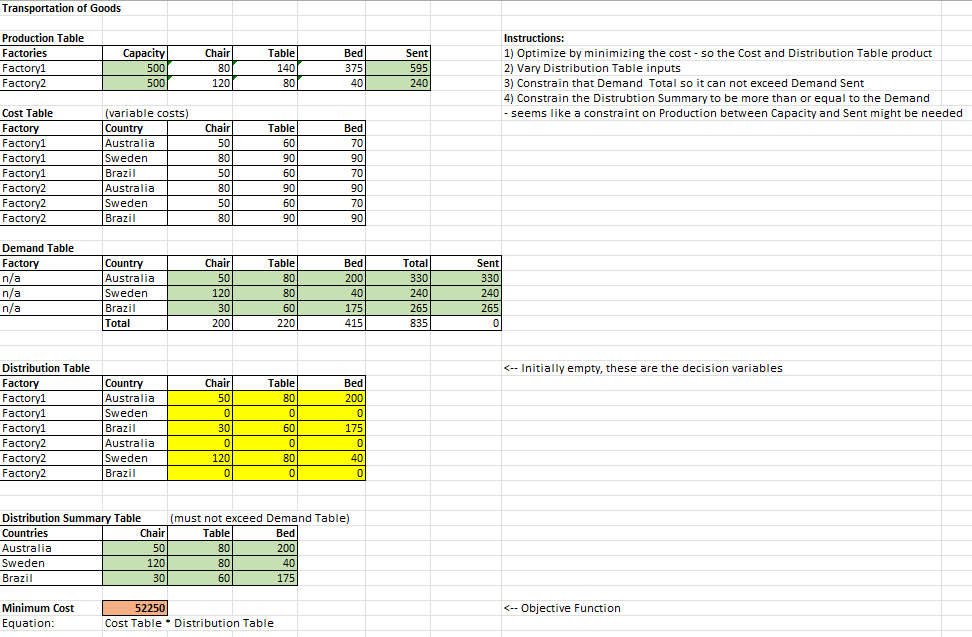 Transportation of Goods
Production Table Instructions:
Factories Capacity Chair Table Bed Sent 1) Optimize by minimizing the cost - so the Cost and Distribution Table product
Factory1 500 80 140 375 595 2) Vary Distribution Table inputs
Factory2 500 120 80 40 240 3) Constrain that Demand Total so it can not exceed Demand Sent
4) Constrain the Distrubtion Summary to be more than or equal to the Demand
Cost Table (variable costs) - seems like a constraint on Production between Capacity and Sent might be needed
Factory Country Chair Table Bed
Factory1 Australia 50 60 70
Factory1 Sweden 80 90 90
Factory1 Brazil 50 60 70
Factory2 Australia 80 90 90
Factory2 Sweden 50 60 70
Factory2 Brazil 80 90 90
Demand Table
Factory Country Chair Table Bed Total Sent
n/a Australia 50 80 200 330 330
n/a Sweden 120 80 40 240 240
n/a Brazil 30 60 175 265 265
Total 200 220 415 835 0
Distribution Table <-- Initially empty, these are the decision variables
Factory Country Chair Table Bed
Factory1 Australia 50 80 200
Factory1 Sweden 0 0 0
Factory1 Brazil 30 60 175
Factory2 Australia 0 0 0
Factory2 Sweden 120 80 40
Factory2 Brazil 0 0 0
Distribution Summary Table (must not exceed Demand Table)
Countries Chair Table Bed
Australia 50 80 200
Sweden 120 80 40
Brazil 30 60 175
Minimum Cost 52250 <-- Objective Function
Equation: Cost Table * Distribution Table